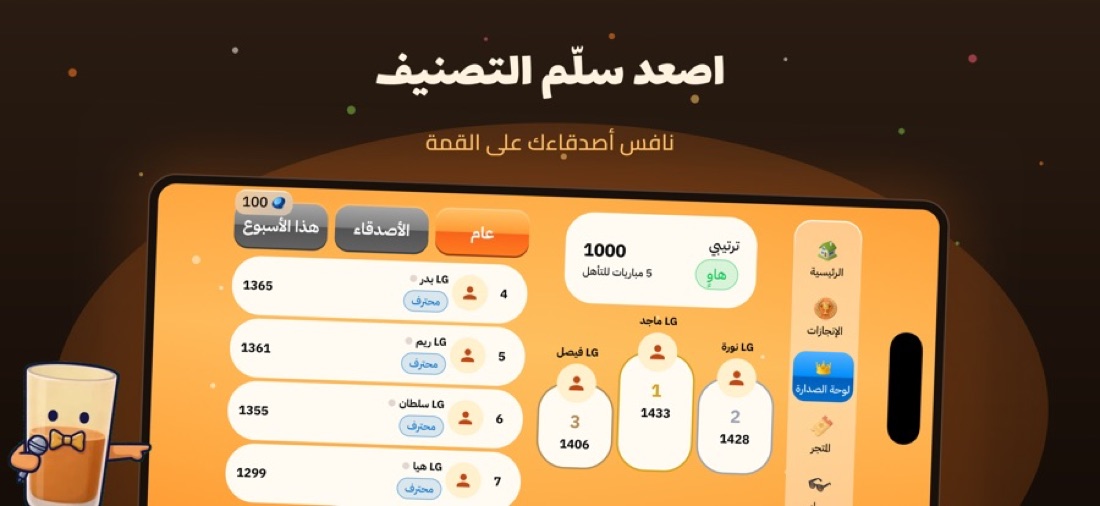 اصعد سلّم التصنيف
نافس أصدقاءك على القمة
الرئيسية
الإنجازات
لوحة الصدارة
المتجر
ترتيبي
1000
هاوٍ
5 مباريات للتأهل
LG ماجد
1
1433
LG نورة
2
1428
LG فيصل
3
1406
100
عام
الأصدقاء
هذا الأسبوع
4
LG بدر
محترف
1365
5
LG ريم
محترف
1361
6
LG سلطان
محترف
1355
7
LG هيا
محترف
1299